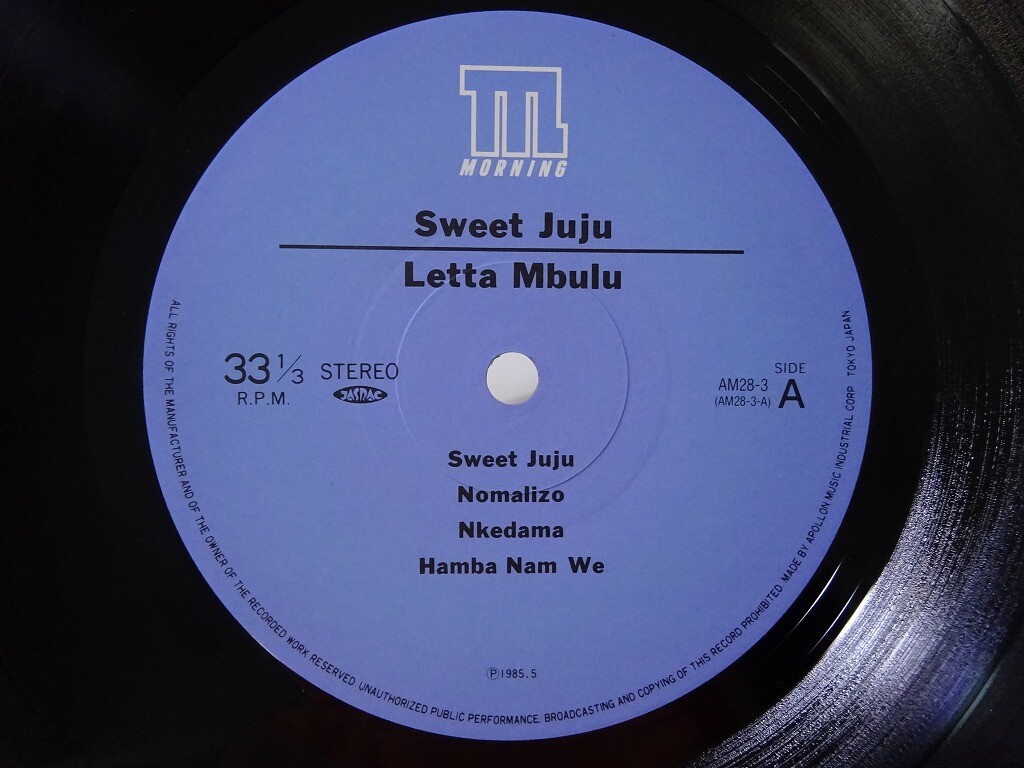 MORNING
Sweet Juju
Letta Mbulu
33 1/3 STEREO
R.P.M. JASRAC
SIDE
AM28-3 A
(AM28-3-A)
Sweet Juju
Nomalizo
Nkedama
Hamba Nam We
Ⓟ1985.5
ALL RIGHTS OF THE MANUFACTURER AND OF THE OWNER OF THE RECORDED WORK RESERVED UNAUTHORIZED PUBLIC PERFORMANCE. BROADCASTING AND COPYING OF THIS RECORD PROHIBITED MADE BY APOLLON MUSIC INDUSTRIAL CORP TOKYO JAPAN